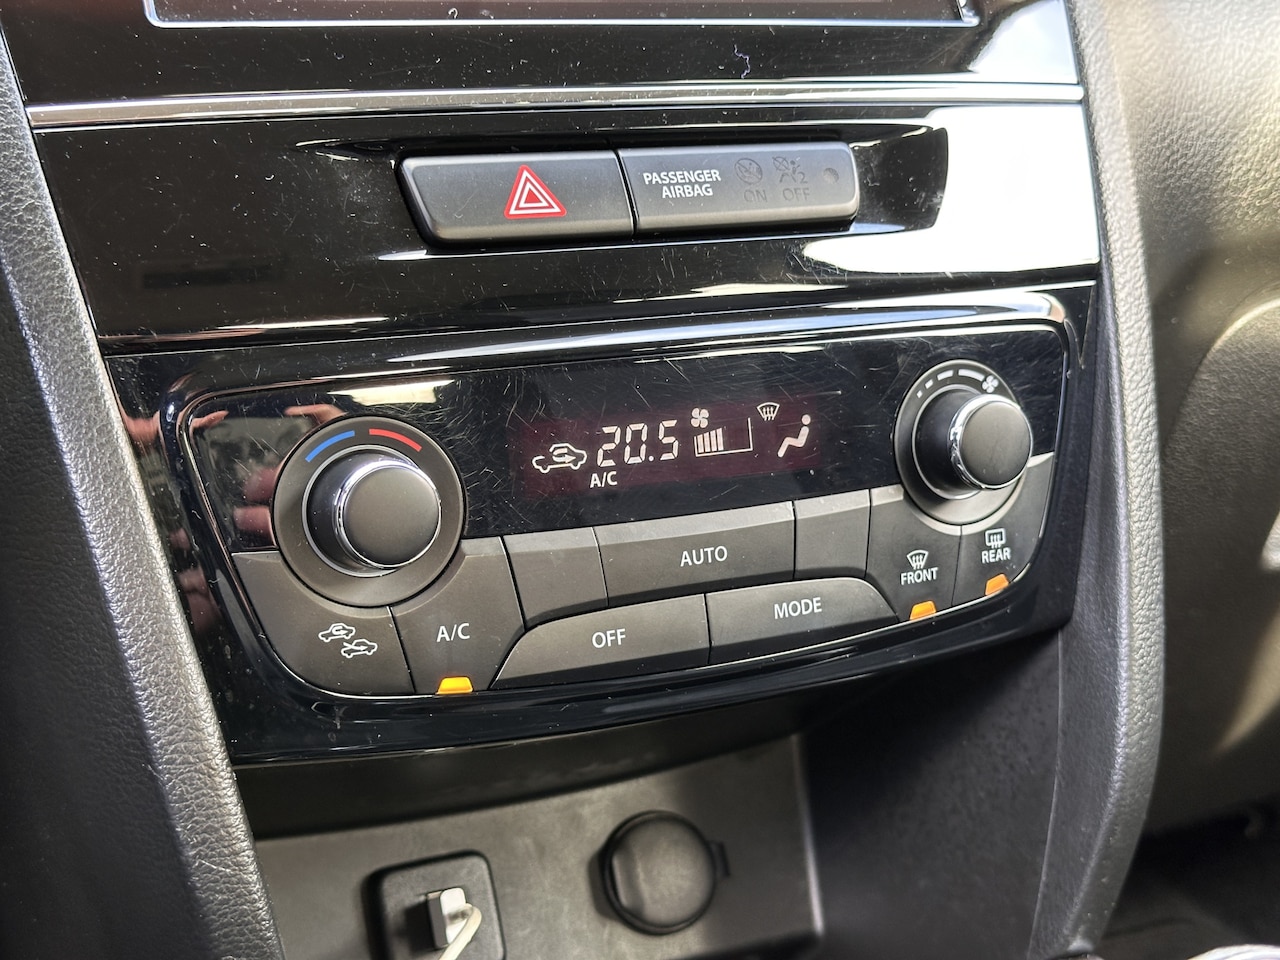 PASSENGER
AIRBAG
ON OFF
20.5
A/C
AUTO
FRONT
REAR
A/C
OFF
MODE